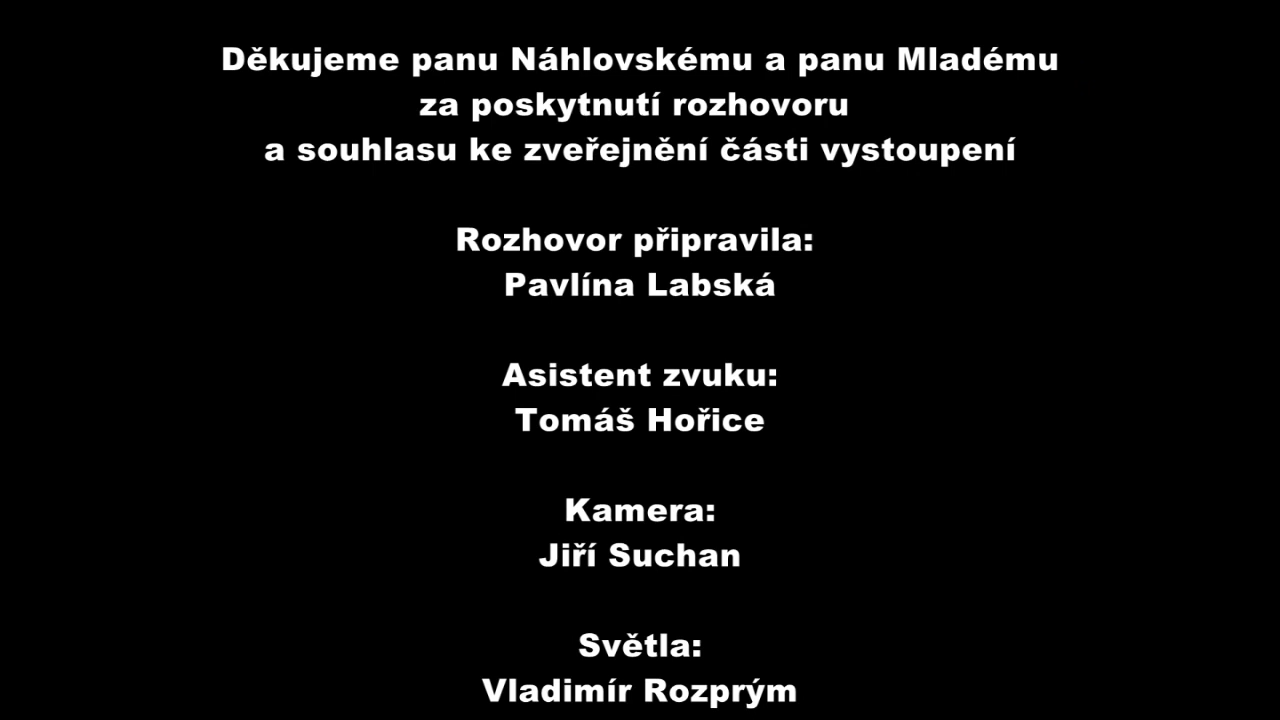 Děkujeme panu Náhlovskému a panu Mladému
za poskytnutí rozhovoru
a souhlasu ke zveřejnění části vystoupení
Rozhovor připravila:
Pavlína Labská
Asistent zvuku:
Tomáš Hořice
Kamera:
Jiří Suchan
Světla:
Vladimír Rozprým